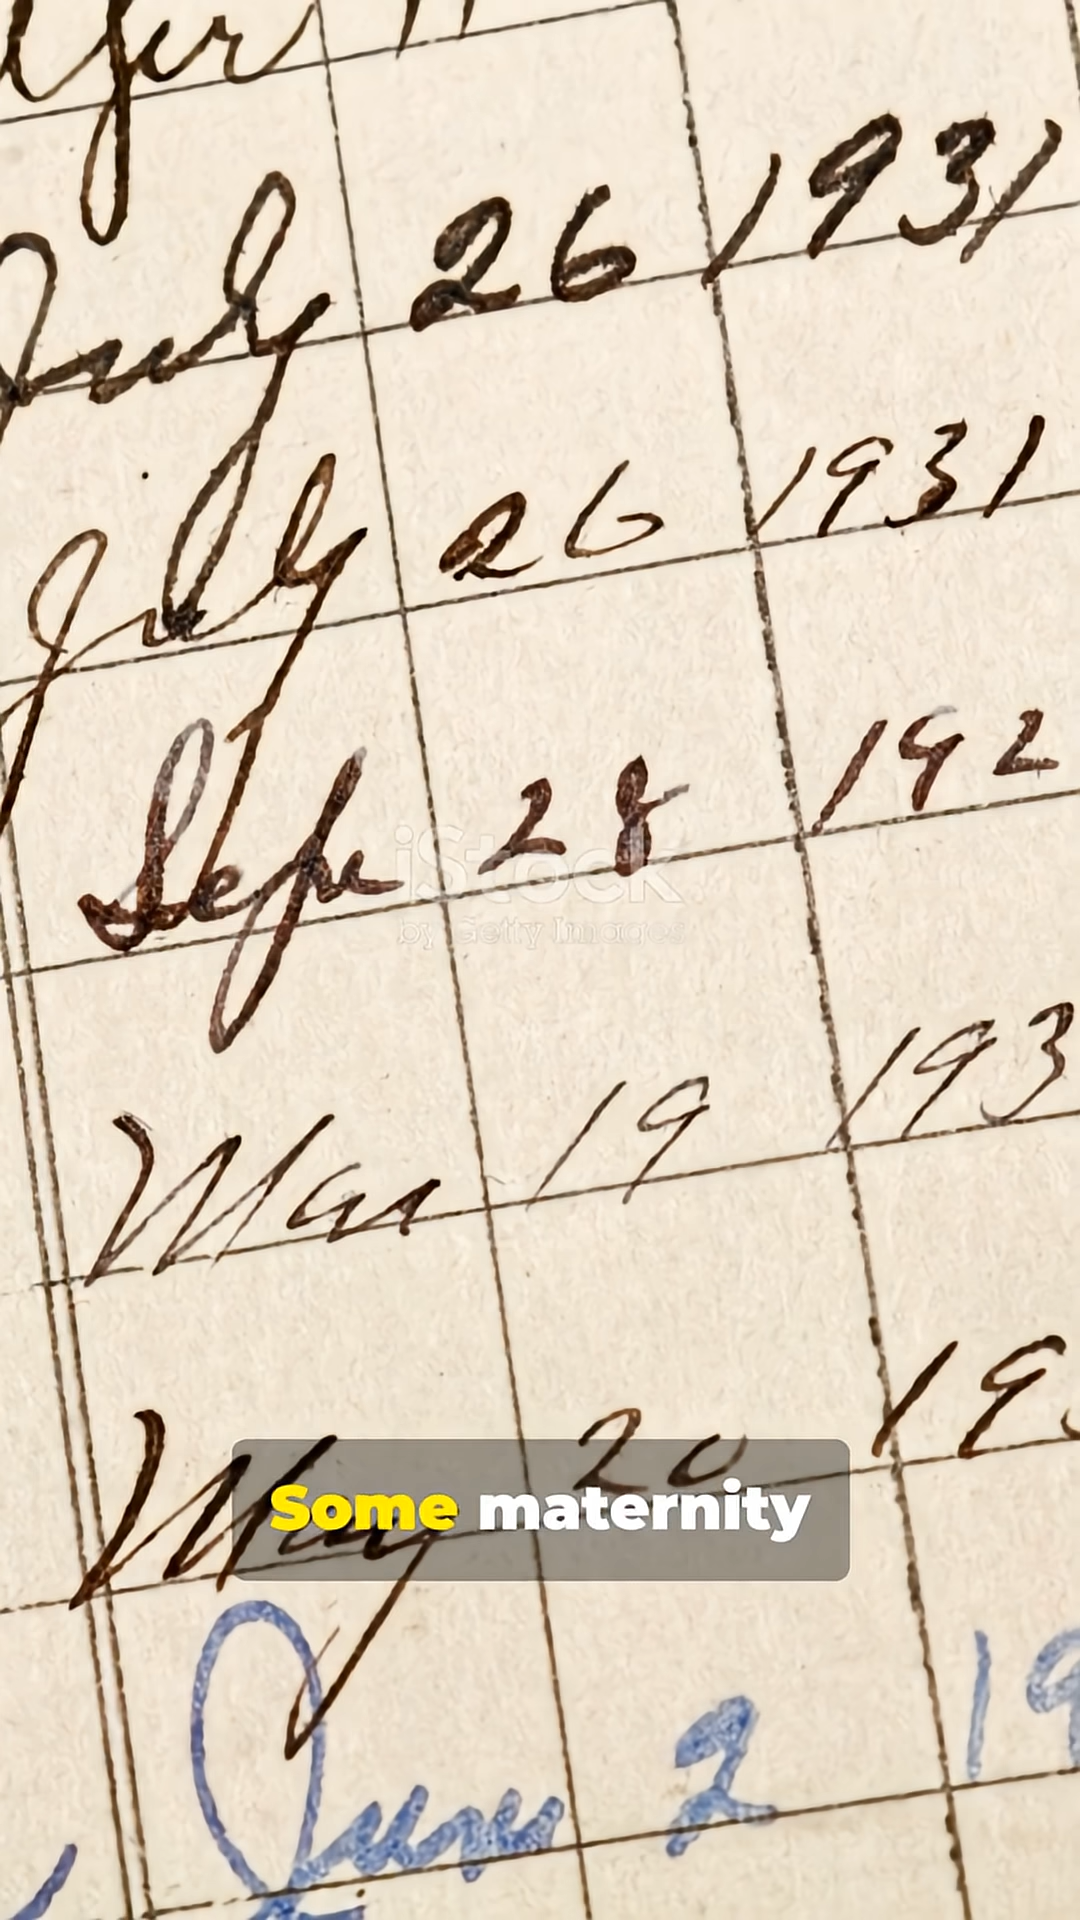 Apr 11
July 26 1931
July 26 1931
Sep 28 192
iStock
by Getty Images
Mar 19 193
May 20 19
Some maternity
June 2 19